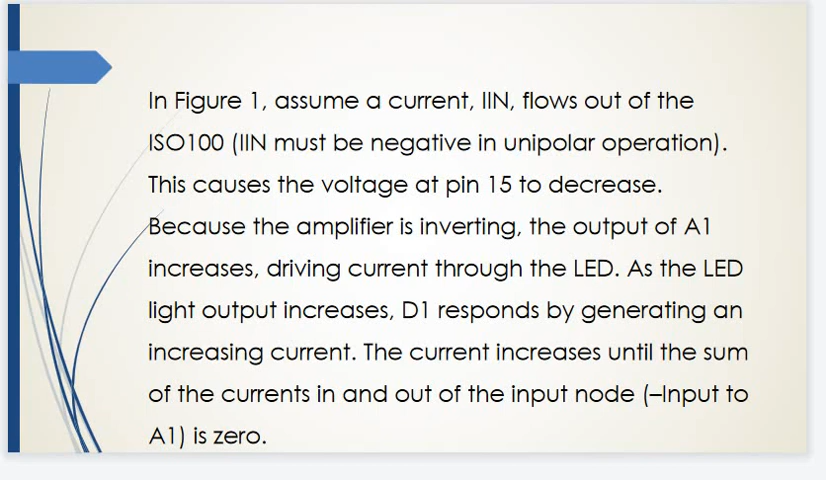 In Figure 1, assume a current, IIN, flows out of the
ISO100 (IIN must be negative in unipolar operation).
This causes the voltage at pin 15 to decrease.
Because the amplifier is inverting, the output of A1
increases, driving current through the LED. As the LED
light output increases, D1 responds by generating an
increasing current. The current increases until the sum
of the currents in and out of the input node (–Input to
A1) is zero.